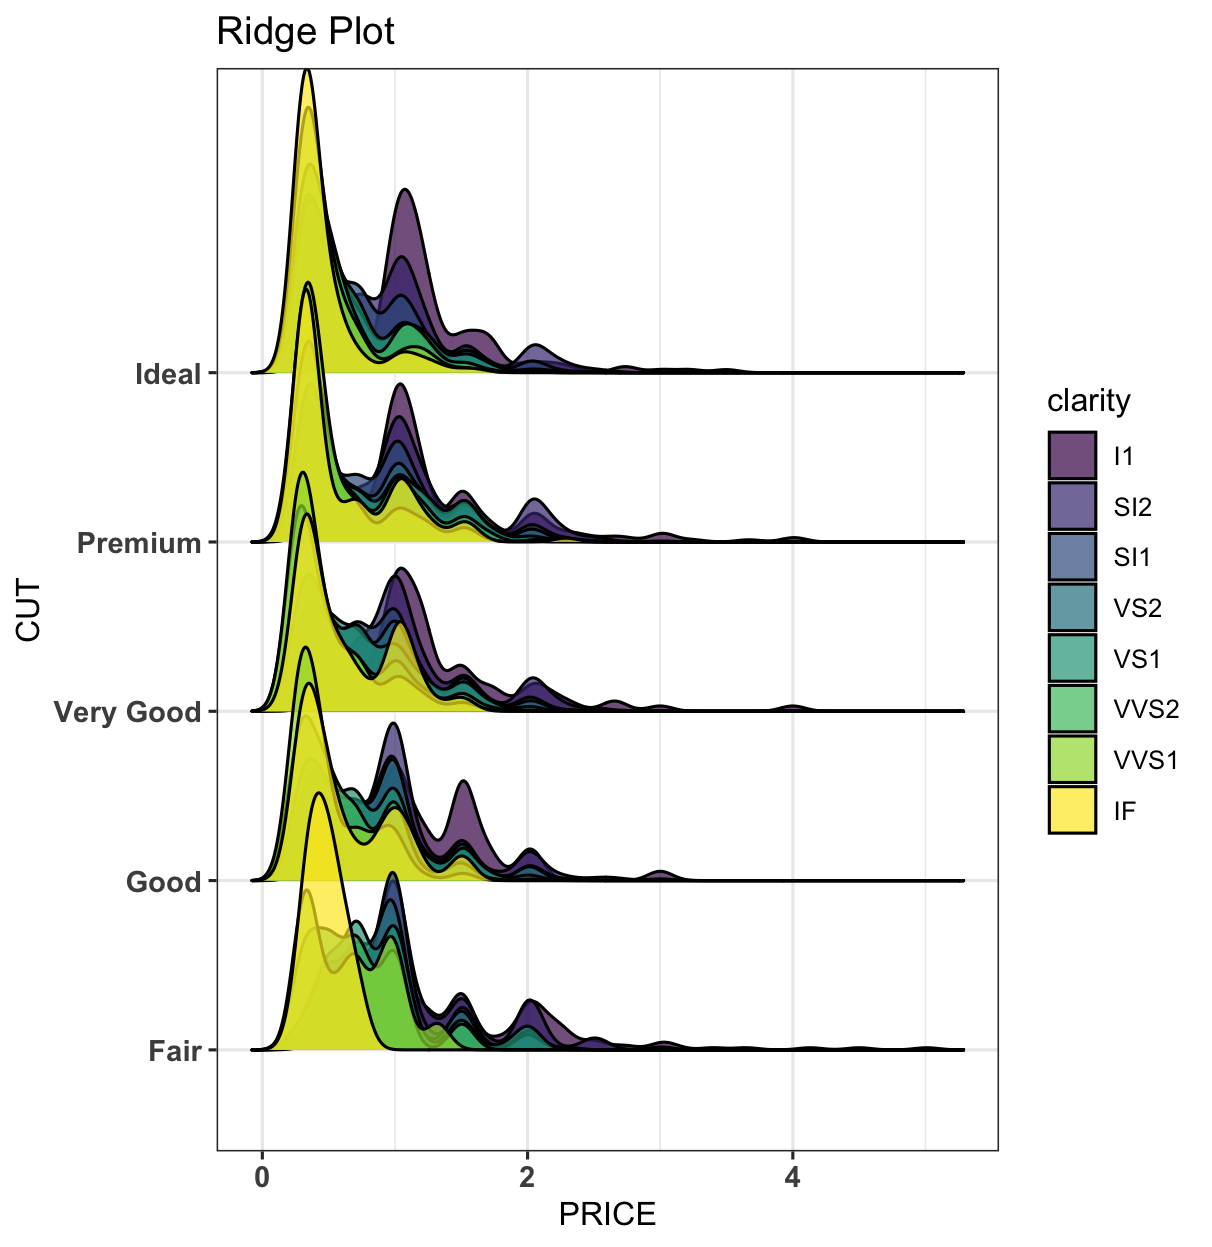 Ridge Plot
CUT
Ideal
Premium
Very Good
Good
Fair
0
2
4
PRICE
clarity
I1
SI2
SI1
VS2
VS1
VVS2
VVS1
IF